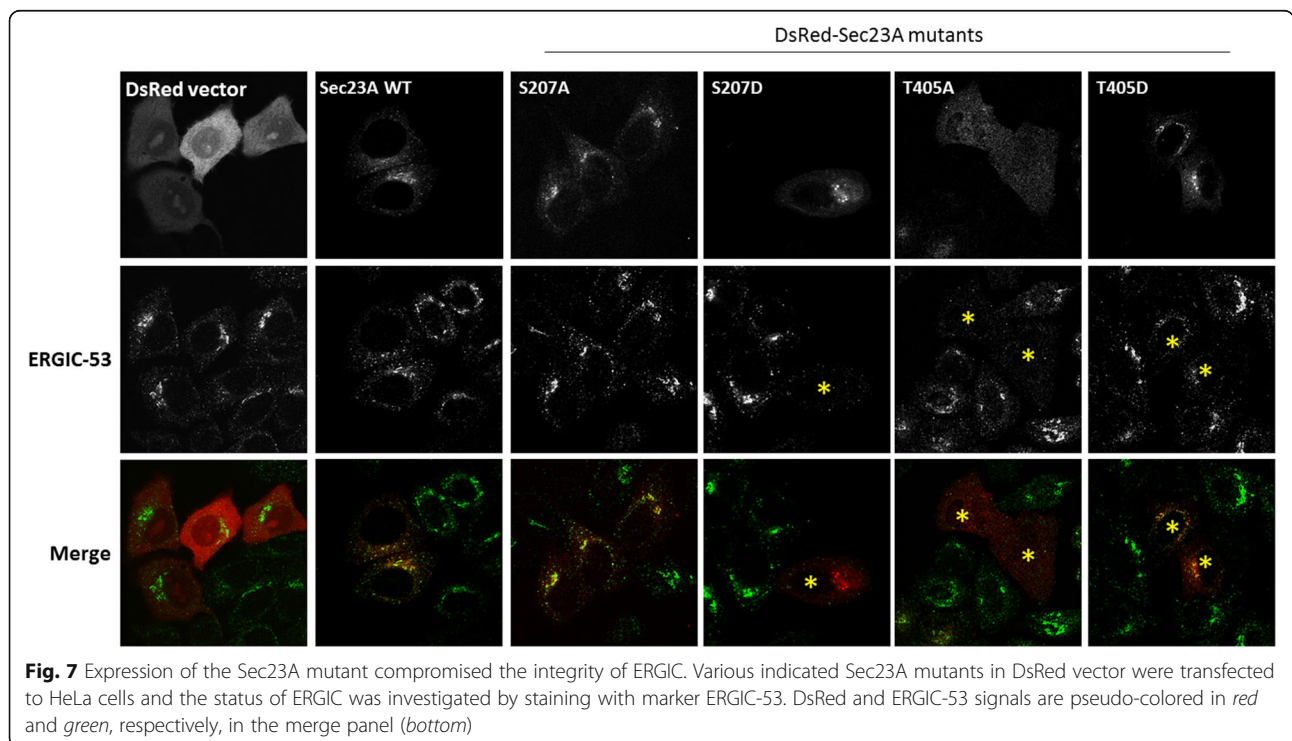 DsRed-Sec23A mutants
DsRed vector Sec23A WT S207A S207D T405A T405D
* * * * *
ERGIC-53
* * * * *
Merge
Fig. 7 Expression of the Sec23A mutant compromised the integrity of ERGIC. Various indicated Sec23A mutants in DsRed vector were transfected
to HeLa cells and the status of ERGIC was investigated by staining with marker ERGIC-53. DsRed and ERGIC-53 signals are pseudo-colored in red
and green, respectively, in the merge panel (bottom)